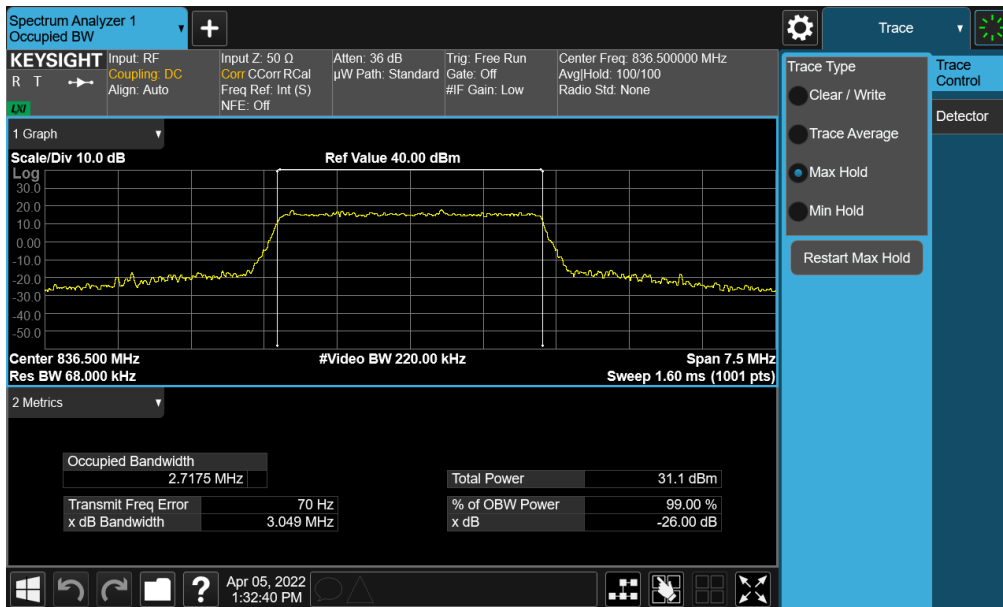 Spectrum Analyzer 1
Occupied BW
+
Trace
KEYSIGHT
R T
LXI
Input: RF
Coupling: DC
Align: Auto
Input Z: 50 Ω
Corr CCorr RCal
Freq Ref: Int (S)
NFE: Off
Atten: 36 dB
µW Path: Standard
Trig: Free Run
Gate: Off
#IF Gain: Low
Center Freq: 836.500000 MHz
Avg|Hold: 100/100
Radio Std: None
Trace Type
Clear / Write
Trace Average
Max Hold
Min Hold
Restart Max Hold
Trace
Control
Detector
1 Graph
Scale/Div 10.0 dB
Ref Value 40.00 dBm
Log
30.0
20.0
10.0
0.00
-10.0
-20.0
-30.0
-40.0
-50.0
Center 836.500 MHz
#Video BW 220.00 kHz
Span 7.5 MHz
Res BW 68.000 kHz
Sweep 1.60 ms (1001 pts)
2 Metrics
Occupied Bandwidth
2.7175 MHz
Total Power 31.1 dBm
Transmit Freq Error 70 Hz
% of OBW Power 99.00 %
x dB Bandwidth 3.049 MHz
x dB -26.00 dB
?
Apr 05, 2022
1:32:40 PM